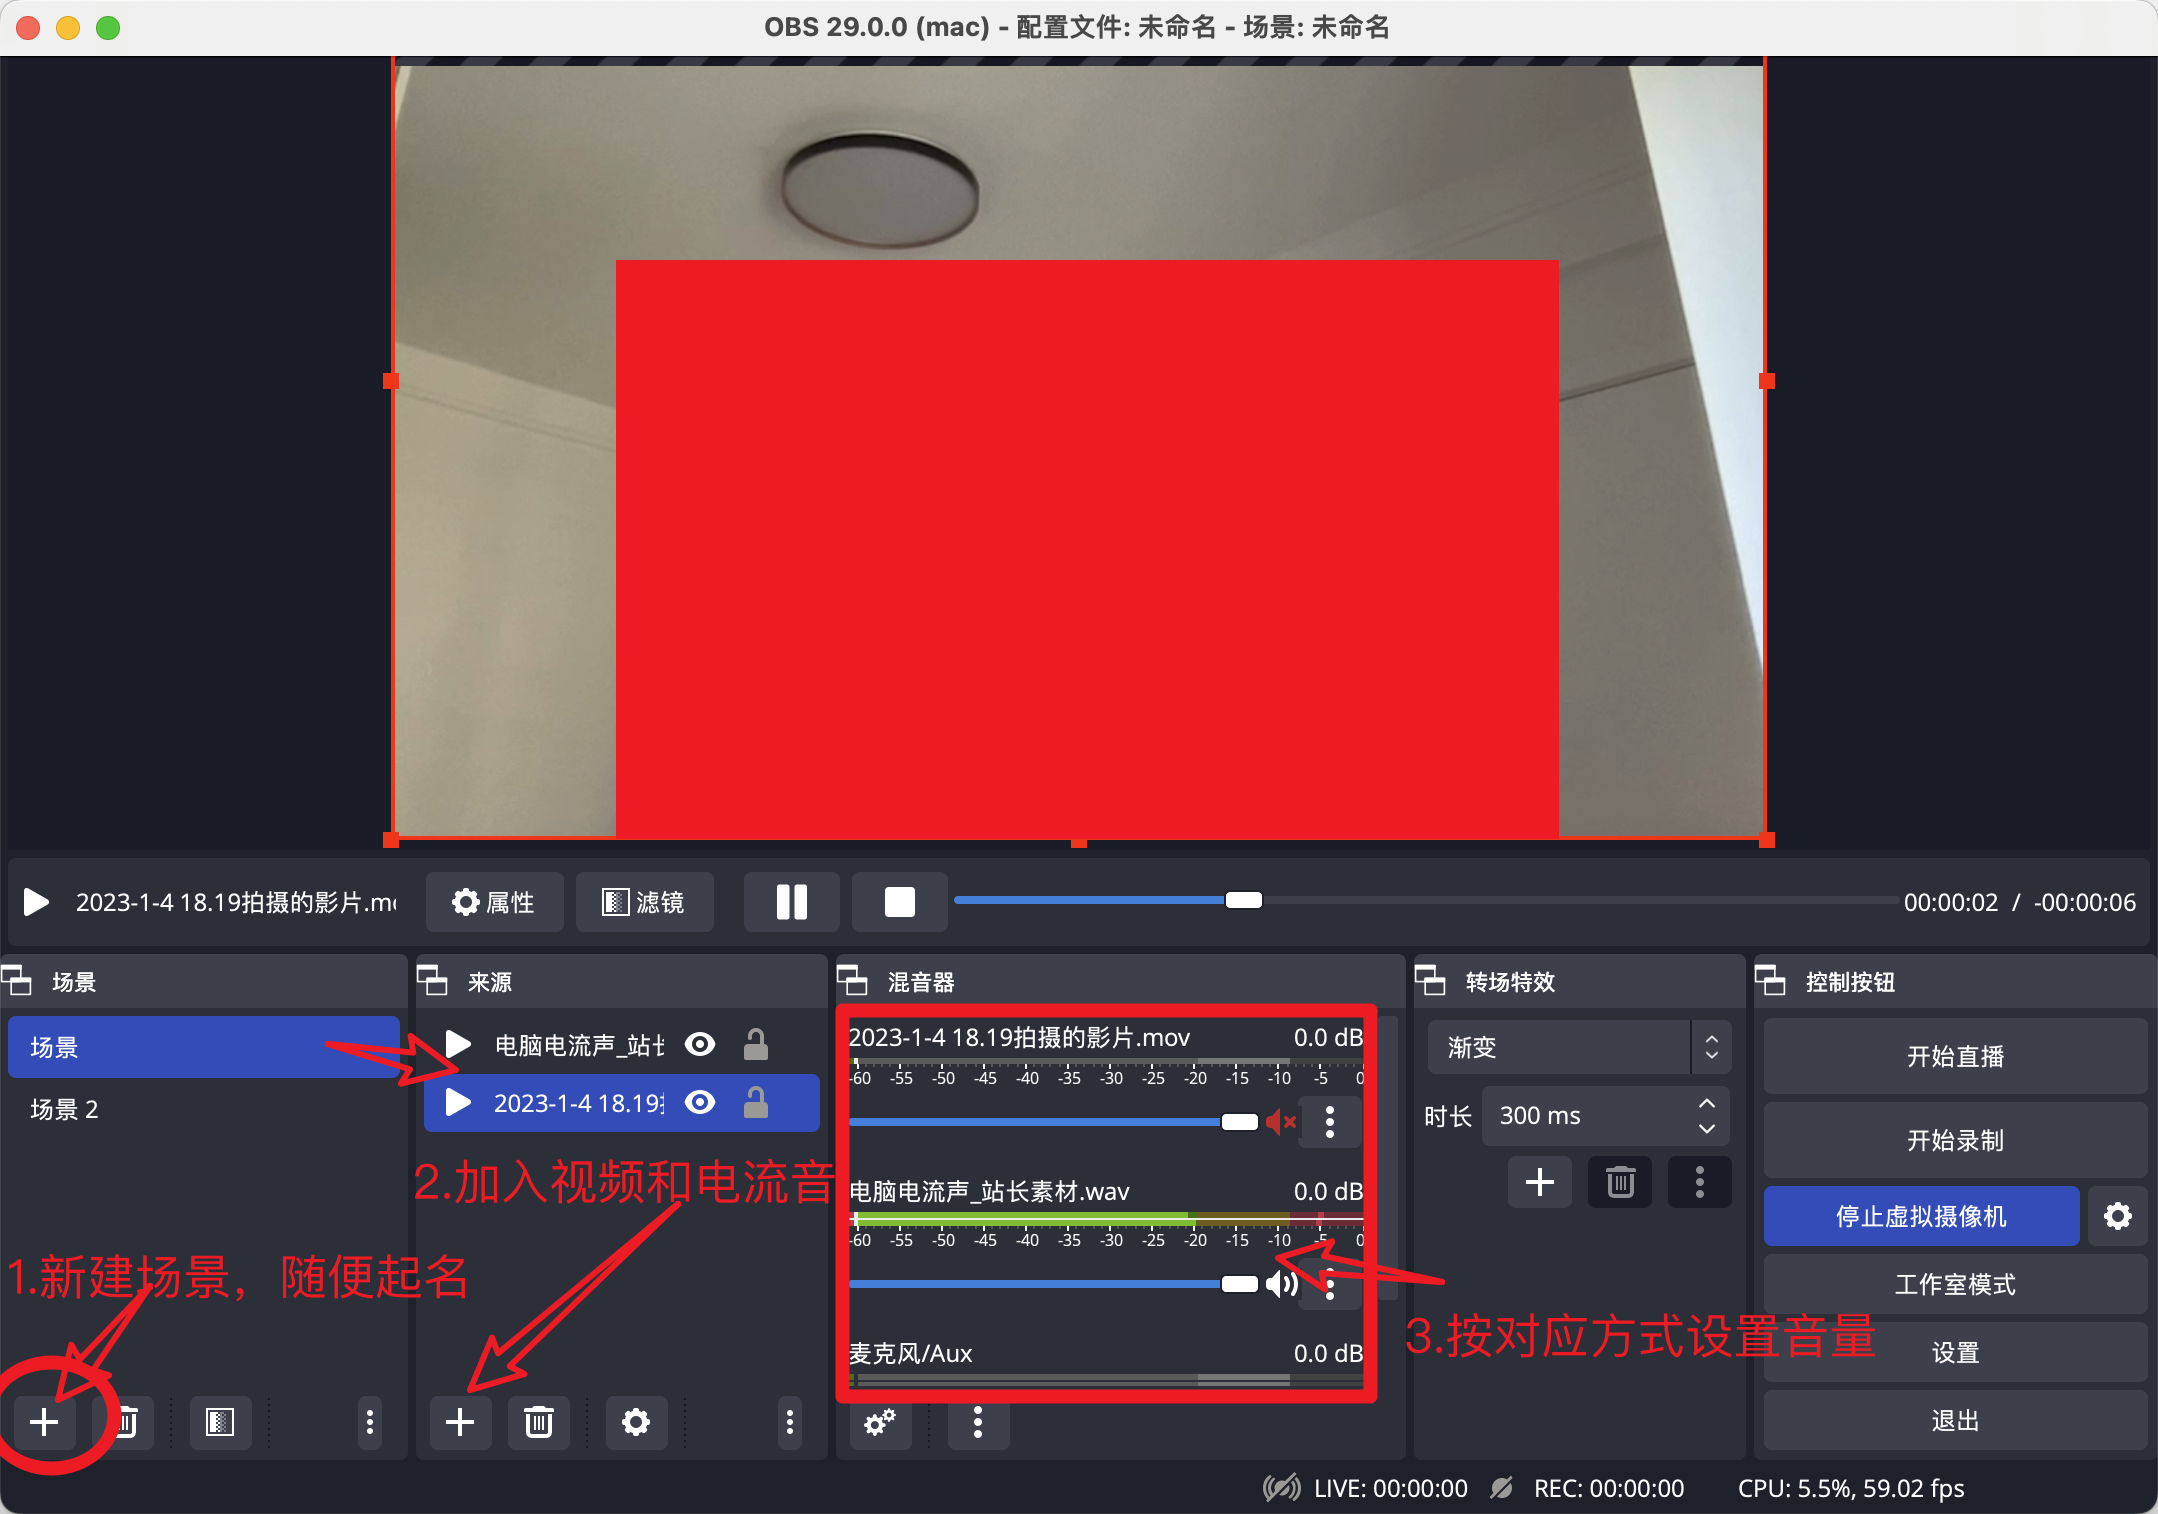 OBS 29.0.0 (mac) - 配置文件: 未命名 - 场景: 未命名
2023-1-4 18.19拍摄的影片.mo
属性
滤镜
00:00:02 / -00:00:06
场景
场景
场景 2
1.新建场景，随便起名
来源
电脑电流声_站长
2023-1-4 18.19拍
2.加入视频和电流音
混音器
2023-1-4 18.19拍摄的影片.mov 0.0 dB
-60 -55 -50 -45 -40 -35 -30 -25 -20 -15 -10 -5 0
电脑电流声_站长素材.wav 0.0 dB
-60 -55 -50 -45 -40 -35 -30 -25 -20 -15 -10 -5 0
麦克风/Aux 0.0 dB
3.按对应方式设置音量
转场特效
渐变
时长 300 ms
控制按钮
开始直播
开始录制
停止虚拟摄像机
工作室模式
设置
退出
LIVE: 00:00:00 REC: 00:00:00 CPU: 5.5%, 59.02 fps